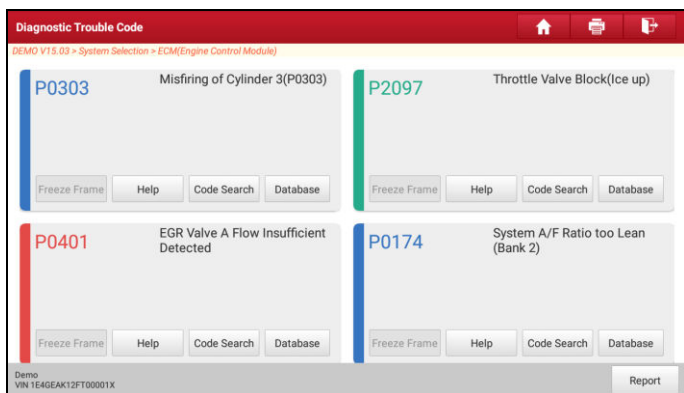 Diagnostic Trouble Code
DEMO V15.03 > System Selection > ECM(Engine Control Module)
P0303
Misfiring of Cylinder 3(P0303)
Freeze Frame
Help
Code Search
Database
P2097
Throttle Valve Block(Ice up)
Freeze Frame
Help
Code Search
Database
P0401
EGR Valve A Flow Insufficient
Detected
Freeze Frame
Help
Code Search
Database
P0174
System A/F Ratio too Lean
(Bank 2)
Freeze Frame
Help
Code Search
Database
Demo
VIN 1E4GEAK12FT00001X
Report